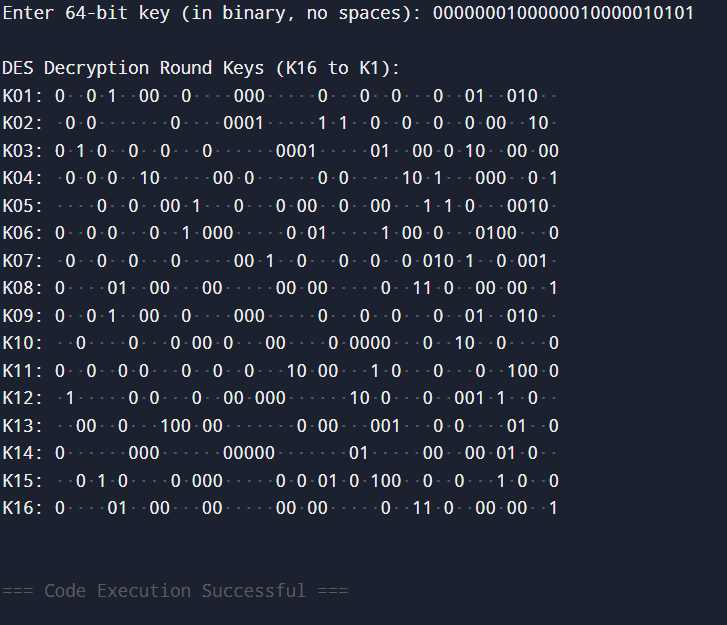 Enter 64-bit key (in binary, no spaces): 0000000100000010000010101
DES Decryption Round Keys (K16 to K1):
K01: 0··0·1··00··0····000·····0···0··0···0··01··010··
K02: ·0·0·······0····0001·····1·1··0··0··0··0·00··10·
K03: 0·1·0··0··0···0······0001·····01··00·0·10··00·00
K04: ·0·0·0··10·····00·0······0·0·····10·1···000··0·1
K05: ····0··0··00·1···0···0·00··0··00···1·1·0···0010·
K06: 0··0·0···0··1·000·····0·01·····1·00·0···0100···0
K07: ·0··0··0···0·····00·1··0···0··0··0·010·1··0·001·
K08: 0····01··00···00·····00·00·····0··11·0··00·00··1
K09: 0··0·1··00··0····000·····0···0··0···0··01··010··
K10: ··0····0···0·00·0···00····0·0000···0··10··0····0
K11: 0··0··0·0···0··0··0···10·00···1·0···0···0··100·0
K12: ·1·····0·0···0··00·000······10·0···0··001·1··0··
K13: ··00··0···100·00·······0·00···001···0·0····01··0
K14: 0······000······00000·······01·····00··00·01·0··
K15: ··0·1·0····0·000·····0·0·01·0·100··0··0···1·0··0
K16: 0····01··00···00·····00·00·····0··11·0··00·00··1
=== Code Execution Successful ===